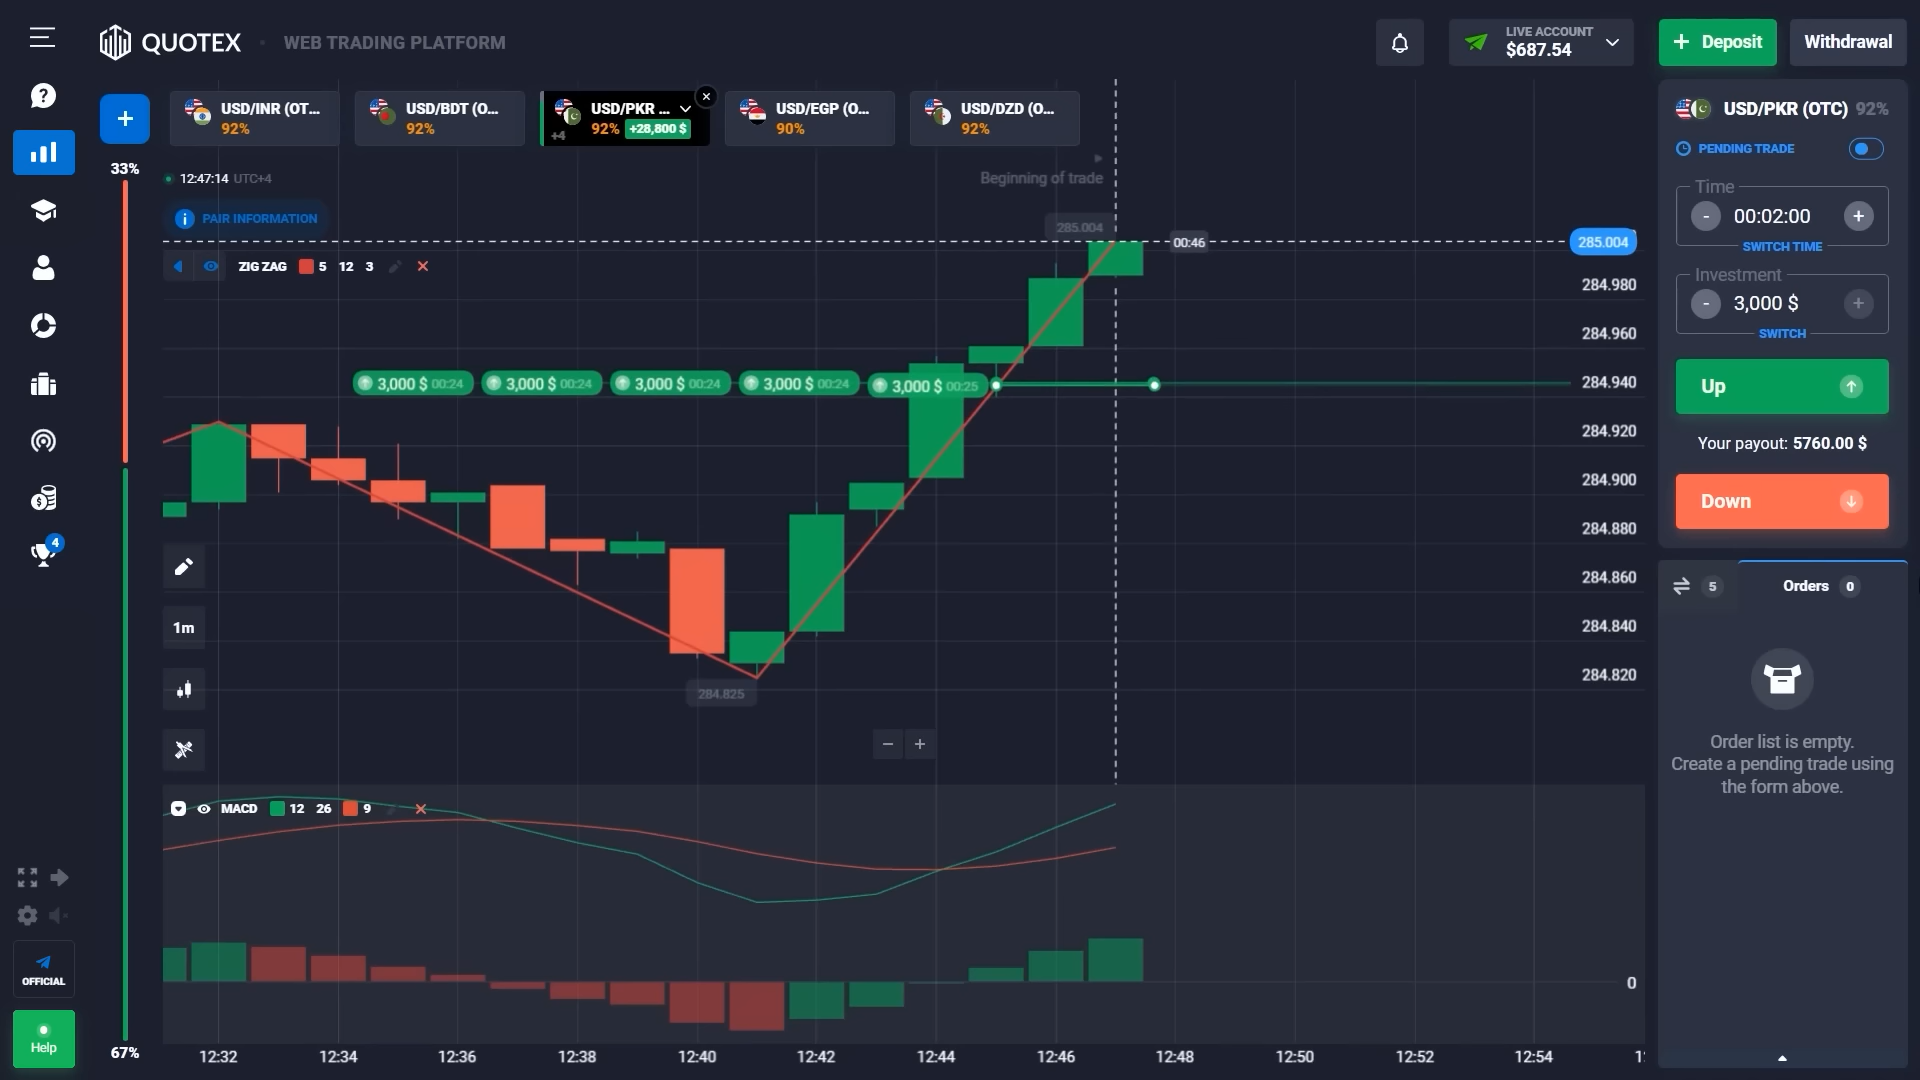 QUOTEX
WEB TRADING PLATFORM
LIVE ACCOUNT
$687.54
Deposit
Withdrawal
USD/INR (OT...
92%
USD/BDT (O...
92%
USD/PKR ...
+4
92% +28,800 $
USD/EGP (O...
90%
USD/DZD (O...
92%
33%
12:47:14 UTC+4
Beginning of trade
PAIR INFORMATION
285.004
00:46
285.004
ZIG ZAG 5 12 3
284.980
284.960
284.940
284.920
284.900
284.880
284.860
284.840
284.820
3,000 $ 00:24
3,000 $ 00:24
3,000 $ 00:24
3,000 $ 00:24
3,000 $ 00:25
284.825
1m
MACD 12 26 9
0
12:32
12:34
12:36
12:38
12:40
12:42
12:44
12:46
12:48
12:50
12:52
12:54
67%
4
OFFICIAL
Help
USD/PKR (OTC) 92%
PENDING TRADE
Time
- 00:02:00 +
SWITCH TIME
Investment
- 3,000 $ +
SWITCH
Up
Your payout: 5760.00 $
Down
5
Orders 0
Order list is empty.
Create a pending trade using
the form above.